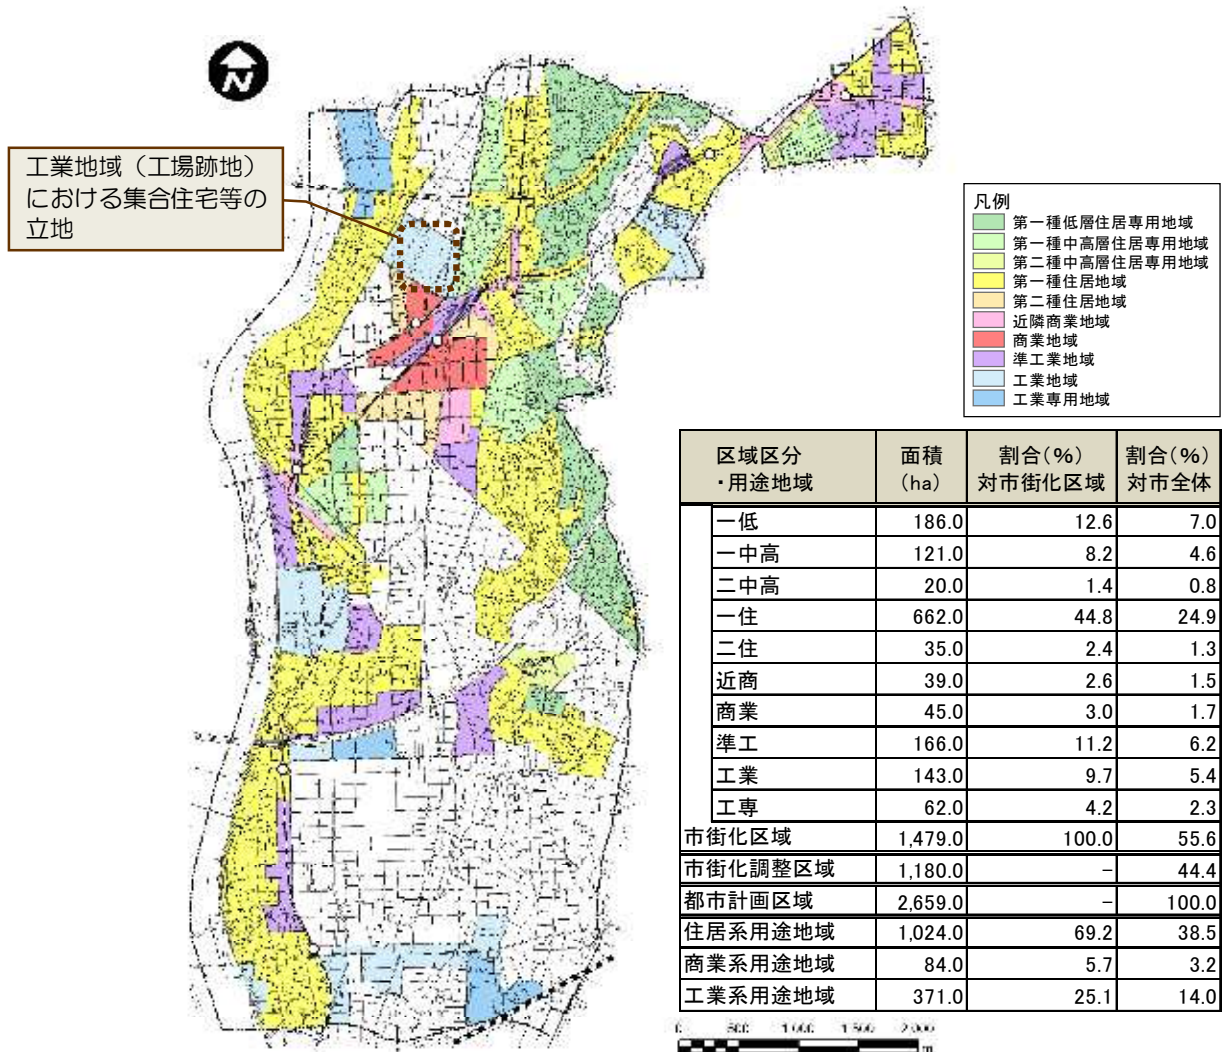 N
工業地域（工場跡地）
における集合住宅等の
立地
凡例
第一種低層住居専用地域
第一種中高層住居専用地域
第二種中高層住居専用地域
第一種住居地域
第二種住居地域
近隣商業地域
商業地域
準工業地域
工業地域
工業専用地域
区域区分 面積 割合(％) 割合(％)
・用途地域 (ha) 対市街化区域 対市全体
一低 186.0 12.6 7.0
一中高 121.0 8.2 4.6
二中高 20.0 1.4 0.8
一住 662.0 44.8 24.9
二住 35.0 2.4 1.3
近商 39.0 2.6 1.5
商業 45.0 3.0 1.7
準工 166.0 11.2 6.2
工業 143.0 9.7 5.4
工専 62.0 4.2 2.3
市街化区域 1,479.0 100.0 55.6
市街化調整区域 1,180.0 － 44.4
都市計画区域 2,659.0 － 100.0
住居系用途地域 1,024.0 69.2 38.5
商業系用途地域 84.0 5.7 3.2
工業系用途地域 371.0 25.1 14.0
0 500 1,000 1,500 2,000
m